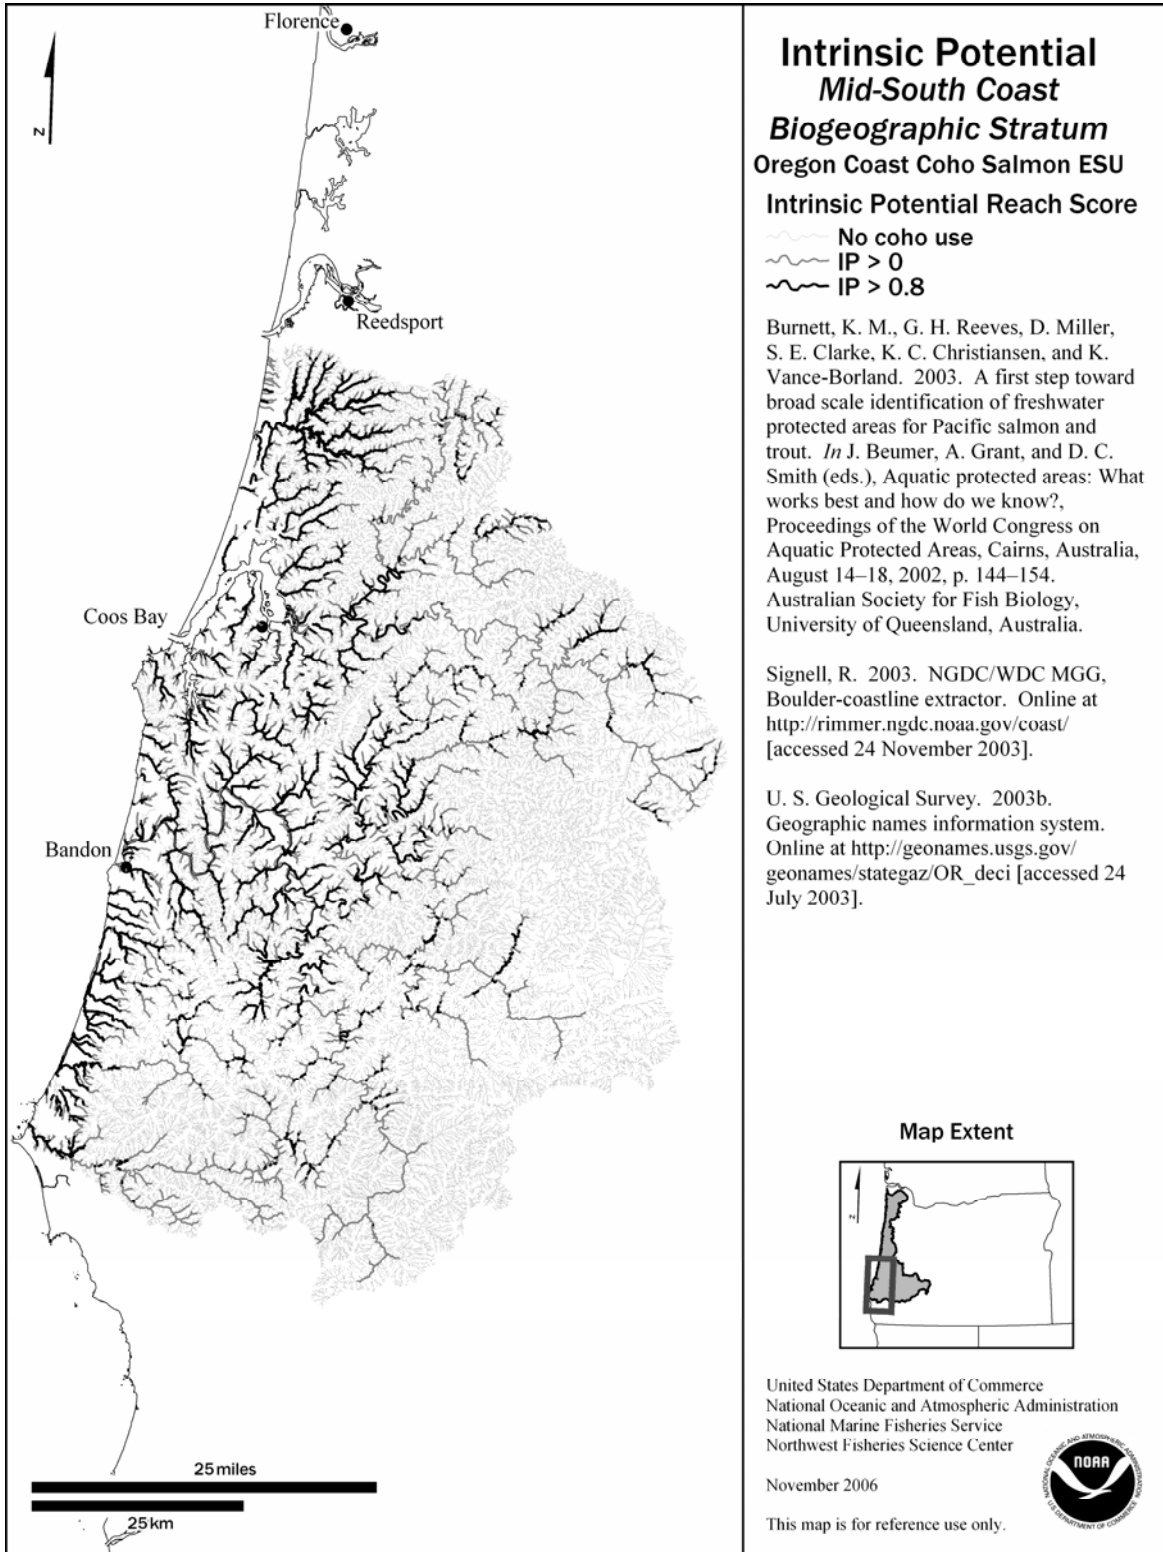 Florence
N
Reedsport
Coos Bay
Bandon
25 miles
25 km
Intrinsic Potential
Mid-South Coast
Biogeographic Stratum
Oregon Coast Coho Salmon ESU
Intrinsic Potential Reach Score
No coho use
IP > 0
IP > 0.8
Burnett, K. M., G. H. Reeves, D. Miller,
S. E. Clarke, K. C. Christiansen, and K.
Vance-Borland. 2003. A first step toward
broad scale identification of freshwater
protected areas for Pacific salmon and
trout. In J. Beumer, A. Grant, and D. C.
Smith (eds.), Aquatic protected areas: What
works best and how do we know?,
Proceedings of the World Congress on
Aquatic Protected Areas, Cairns, Australia,
August 14–18, 2002, p. 144–154.
Australian Society for Fish Biology,
University of Queensland, Australia.
Signell, R. 2003. NGDC/WDC MGG,
Boulder-coastline extractor. Online at
http://rimmer.ngdc.noaa.gov/coast/
[accessed 24 November 2003].
U. S. Geological Survey. 2003b.
Geographic names information system.
Online at http://geonames.usgs.gov/
geonames/stategaz/OR_deci [accessed 24
July 2003].
Map Extent
N
United States Department of Commerce
National Oceanic and Atmospheric Administration
National Marine Fisheries Service
Northwest Fisheries Science Center
November 2006
This map is for reference use only.
NATIONAL OCEANIC AND ATMOSPHERIC ADMINISTRATION
NOAA
U.S. DEPARTMENT OF COMMERCE